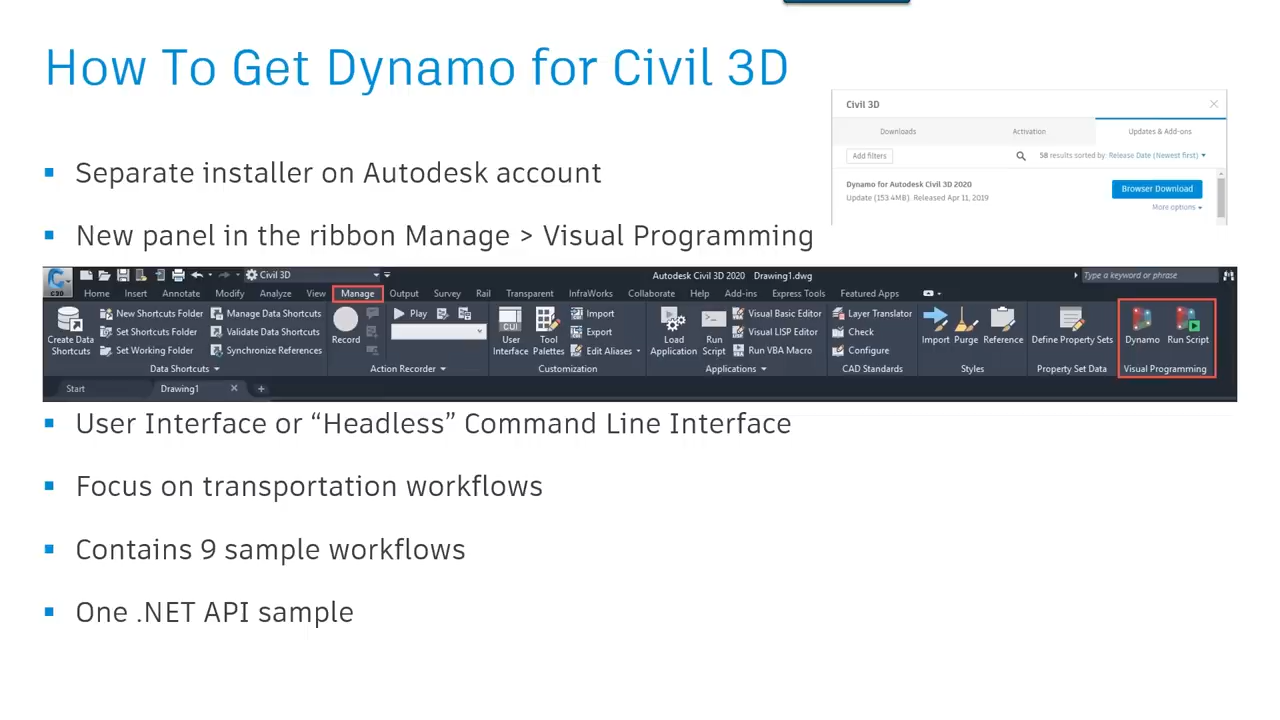 How To Get Dynamo for Civil 3D
Civil 3D
Downloads Activation Updates & Add-ons
Add filters 58 results sorted by: Release Date (Newest first)
Dynamo for Autodesk Civil 3D 2020 Browser Download
Update (153.4MB). Released Apr 11, 2019
More options
Separate installer on Autodesk account
New panel in the ribbon Manage > Visual Programming
C3D Civil 3D Autodesk Civil 3D 2020 Drawing1.dwg Type a keyword or phrase
Home Insert Annotate Modify Analyze View Manage Output Survey Rail Transparent InfraWorks Collaborate Help Add-ins Express Tools Featured Apps
New Shortcuts Folder Manage Data Shortcuts Play Import Visual Basic Editor Layer Translator
Set Shortcuts Folder Validate Data Shortcuts CUI Export Visual LISP Editor Check
Create Data Shortcuts Record User Interface Tool Palettes Load Application Run Script Import Purge Reference Define Property Sets Dynamo Run Script
Set Working Folder Synchronize References Edit Aliases Run VBA Macro Configure
Data Shortcuts Action Recorder Customization Applications CAD Standards Styles Property Set Data Visual Programming
Start Drawing1
User Interface or “Headless” Command Line Interface
Focus on transportation workflows
Contains 9 sample workflows
One .NET API sample